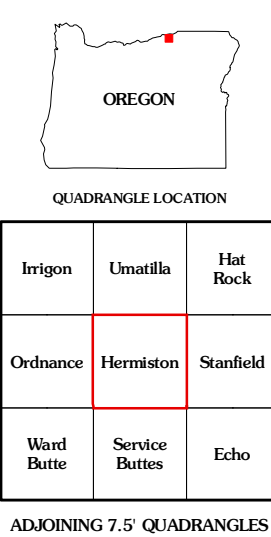 OREGON
QUADRANGLE LOCATION
Irrigon Umatilla Hat
Rock
Ordnance Hermiston Stanfield
Ward Service Echo
Butte Buttes
ADJOINING 7.5' QUADRANGLES